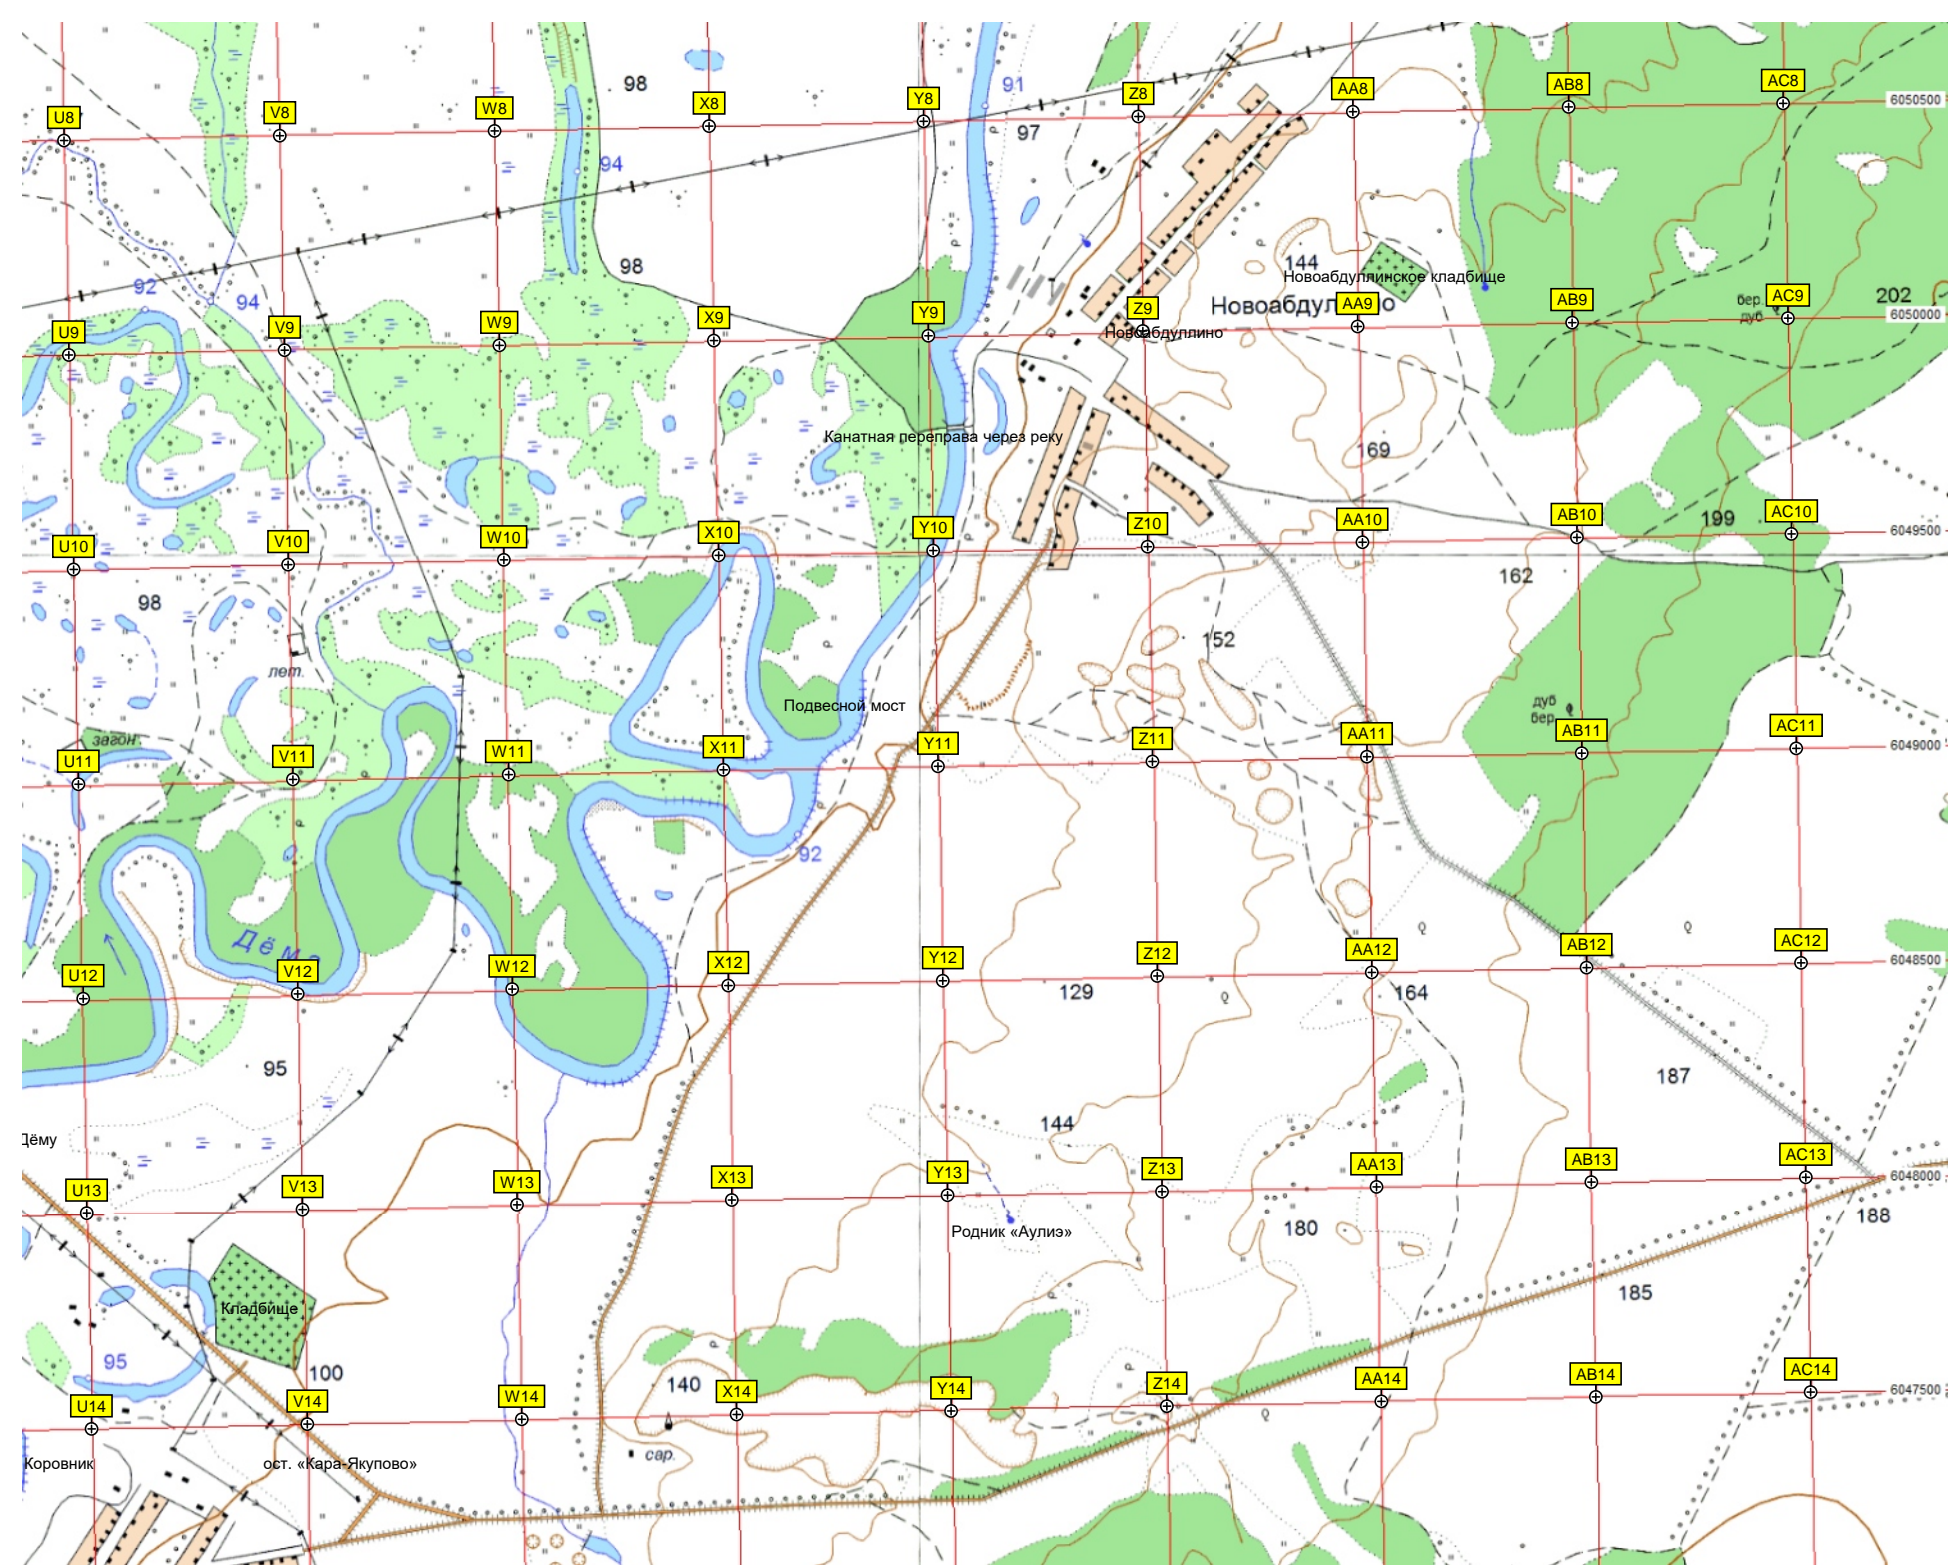 98
91
U8
V8
W8
X8
Y8
Z8
AA8
AB8
AC8
6050500
97
94
98
92
94
144
Новоабдуллинское кладбище
202
U9
V9
W9
X9
Y9
Z9
AA9
AB9
AC9
бер.
дуб
6050000
Новоабдуллино
Канатная переправа через реку
169
U10
V10
W10
X10
Y10
Z10
AA10
AB10
AC10
199
6049500
162
98
152
лет.
Подвесной мост
дуб
бер.
загон
U11
V11
W11
X11
Y11
Z11
AA11
AB11
AC11
6049000
92
Дёма
U12
V12
W12
X12
Y12
Z12
AA12
AB12
AC12
6048500
129
164
95
187
144
Дёму
U13
V13
W13
X13
Y13
Z13
AA13
AB13
AC13
6048000
Родник «Аулиэ»
180
188
185
Кладбище
95
100
140
U14
V14
W14
X14
Y14
Z14
AA14
AB14
AC14
6047500
сар.
Коровник
ост. «Кара-Якупово»